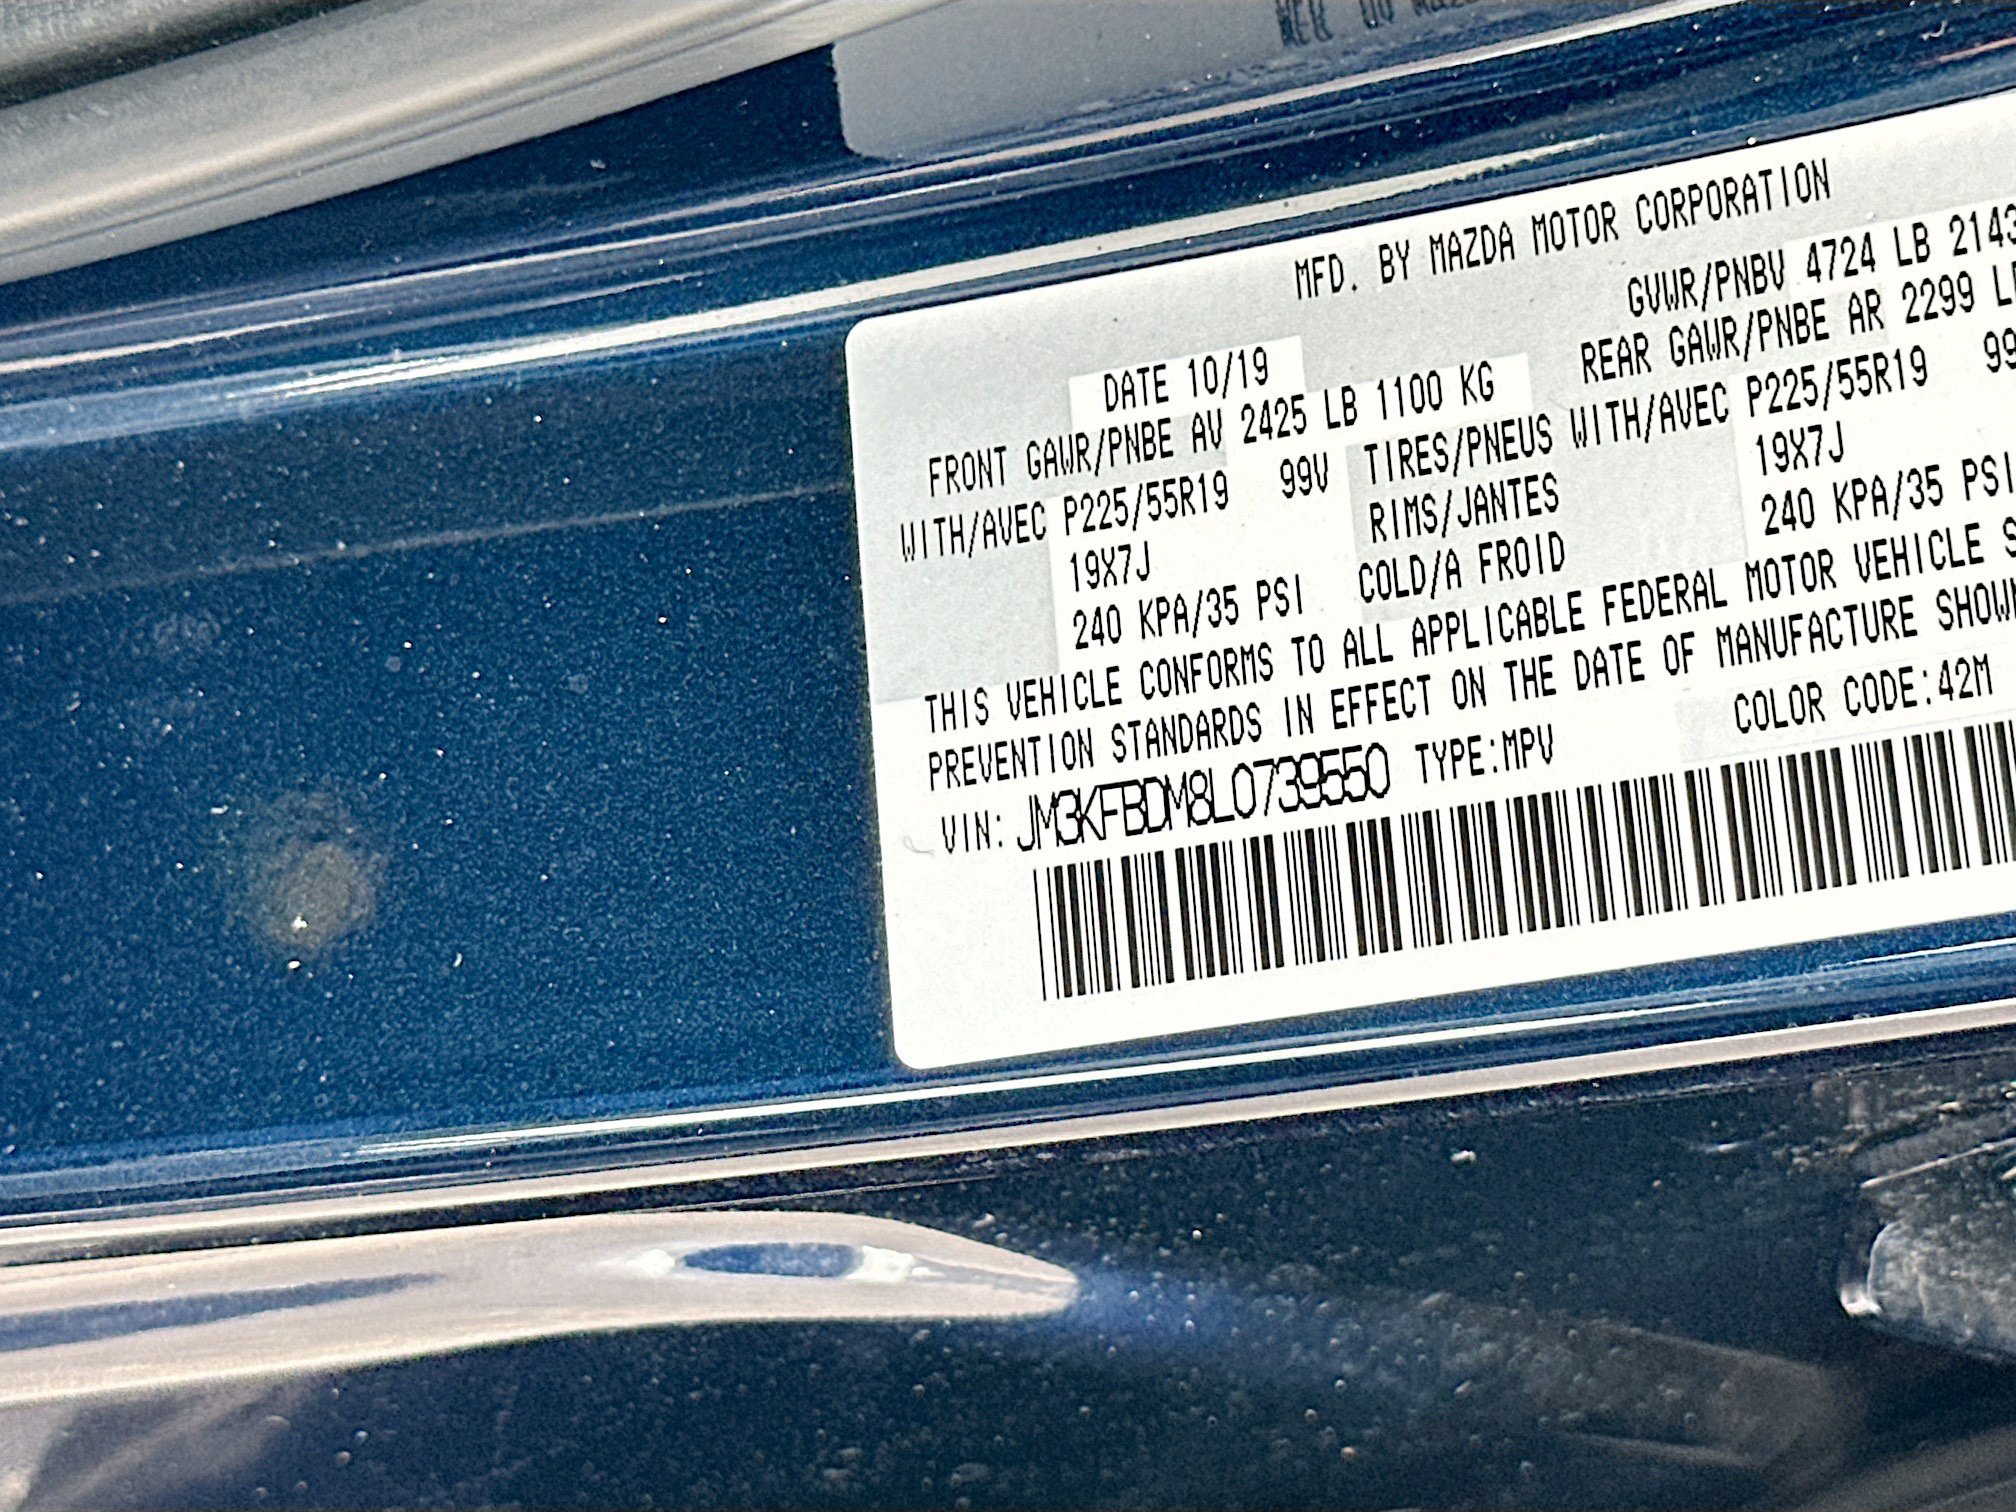 MFD. BY MAZDA MOTOR CORPORATION
DATE 10/19 GVWR/PNBV 4724 LB 2143
FRONT GAWR/PNBE AV 2425 LB 1100 KG REAR GAWR/PNBE AR 2299
WITH/AVEC P225/55R19 99V TIRES/PNEUS WITH/AVEC P225/55R19 99
19X7J RIMS/JANTES 19X7J
240 KPA/35 PSI COLD/A FROID 240 KPA/35 PSI
THIS VEHICLE CONFORMS TO ALL APPLICABLE FEDERAL MOTOR VEHICLE
PREVENTION STANDARDS IN EFFECT ON THE DATE OF MANUFACTURE SHOWN
VIN: JM3KFBDM8L0739550 TYPE:MPV COLOR CODE:42M